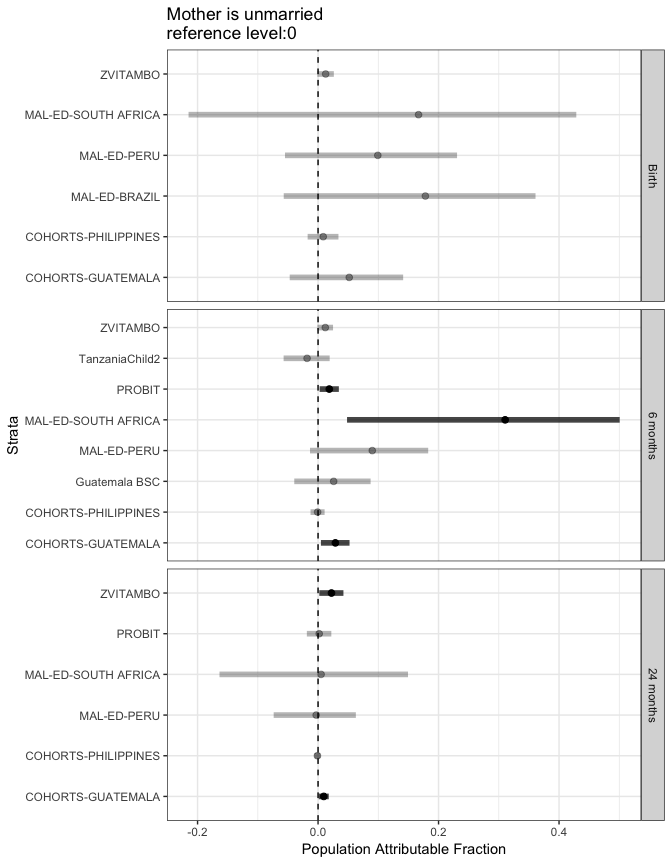 Mother is unmarried
reference level:0
ZVITAMBO
MAL-ED-SOUTH AFRICA
MAL-ED-PERU
MAL-ED-BRAZIL
COHORTS-PHILIPPINES
COHORTS-GUATEMALA
Birth
ZVITAMBO
TanzaniaChild2
PROBIT
MAL-ED-SOUTH AFRICA
MAL-ED-PERU
Guatemala BSC
COHORTS-PHILIPPINES
COHORTS-GUATEMALA
6 months
Strata
ZVITAMBO
PROBIT
MAL-ED-SOUTH AFRICA
MAL-ED-PERU
COHORTS-PHILIPPINES
COHORTS-GUATEMALA
24 months
-0.2 0.0 0.2 0.4
Population Attributable Fraction